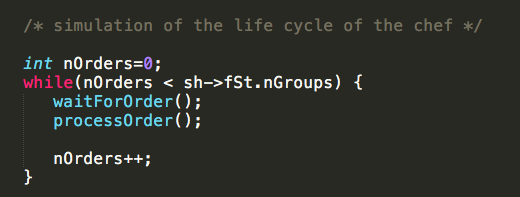 /* simulation of the life cycle of the chef */
int nOrders=0;
while(nOrders < sh->fSt.nGroups) {
waitForOrder();
processOrder();
nOrders++;
}